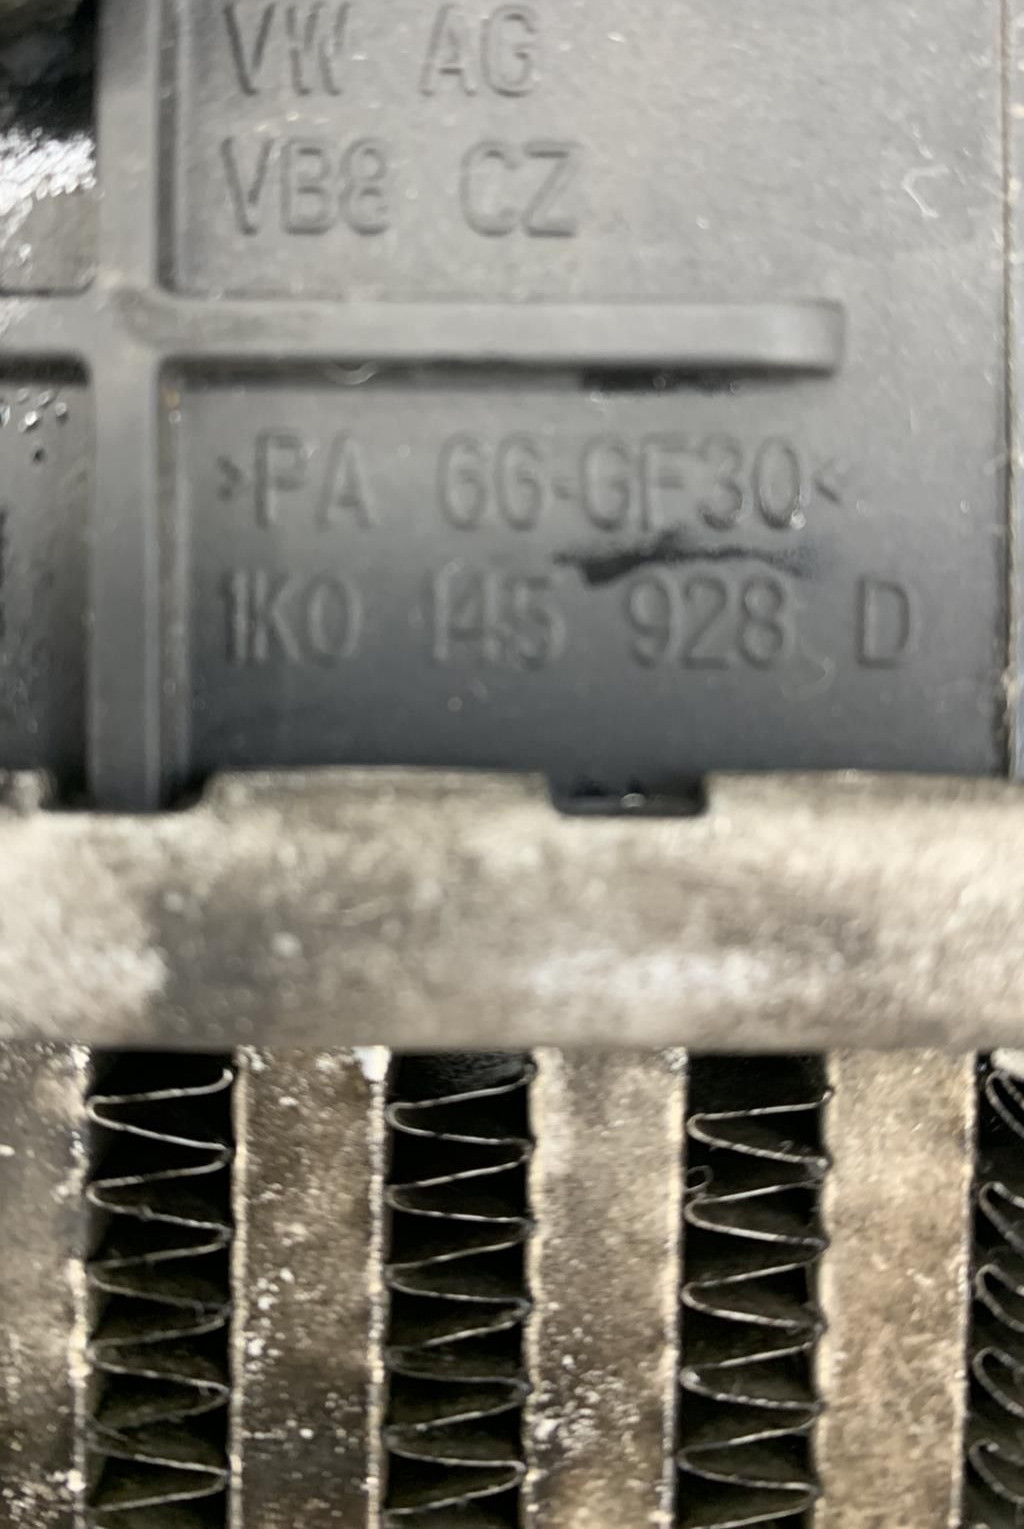 VW AG
VB8 CZ
>PA 66-GF30<
1K0 145 928 D